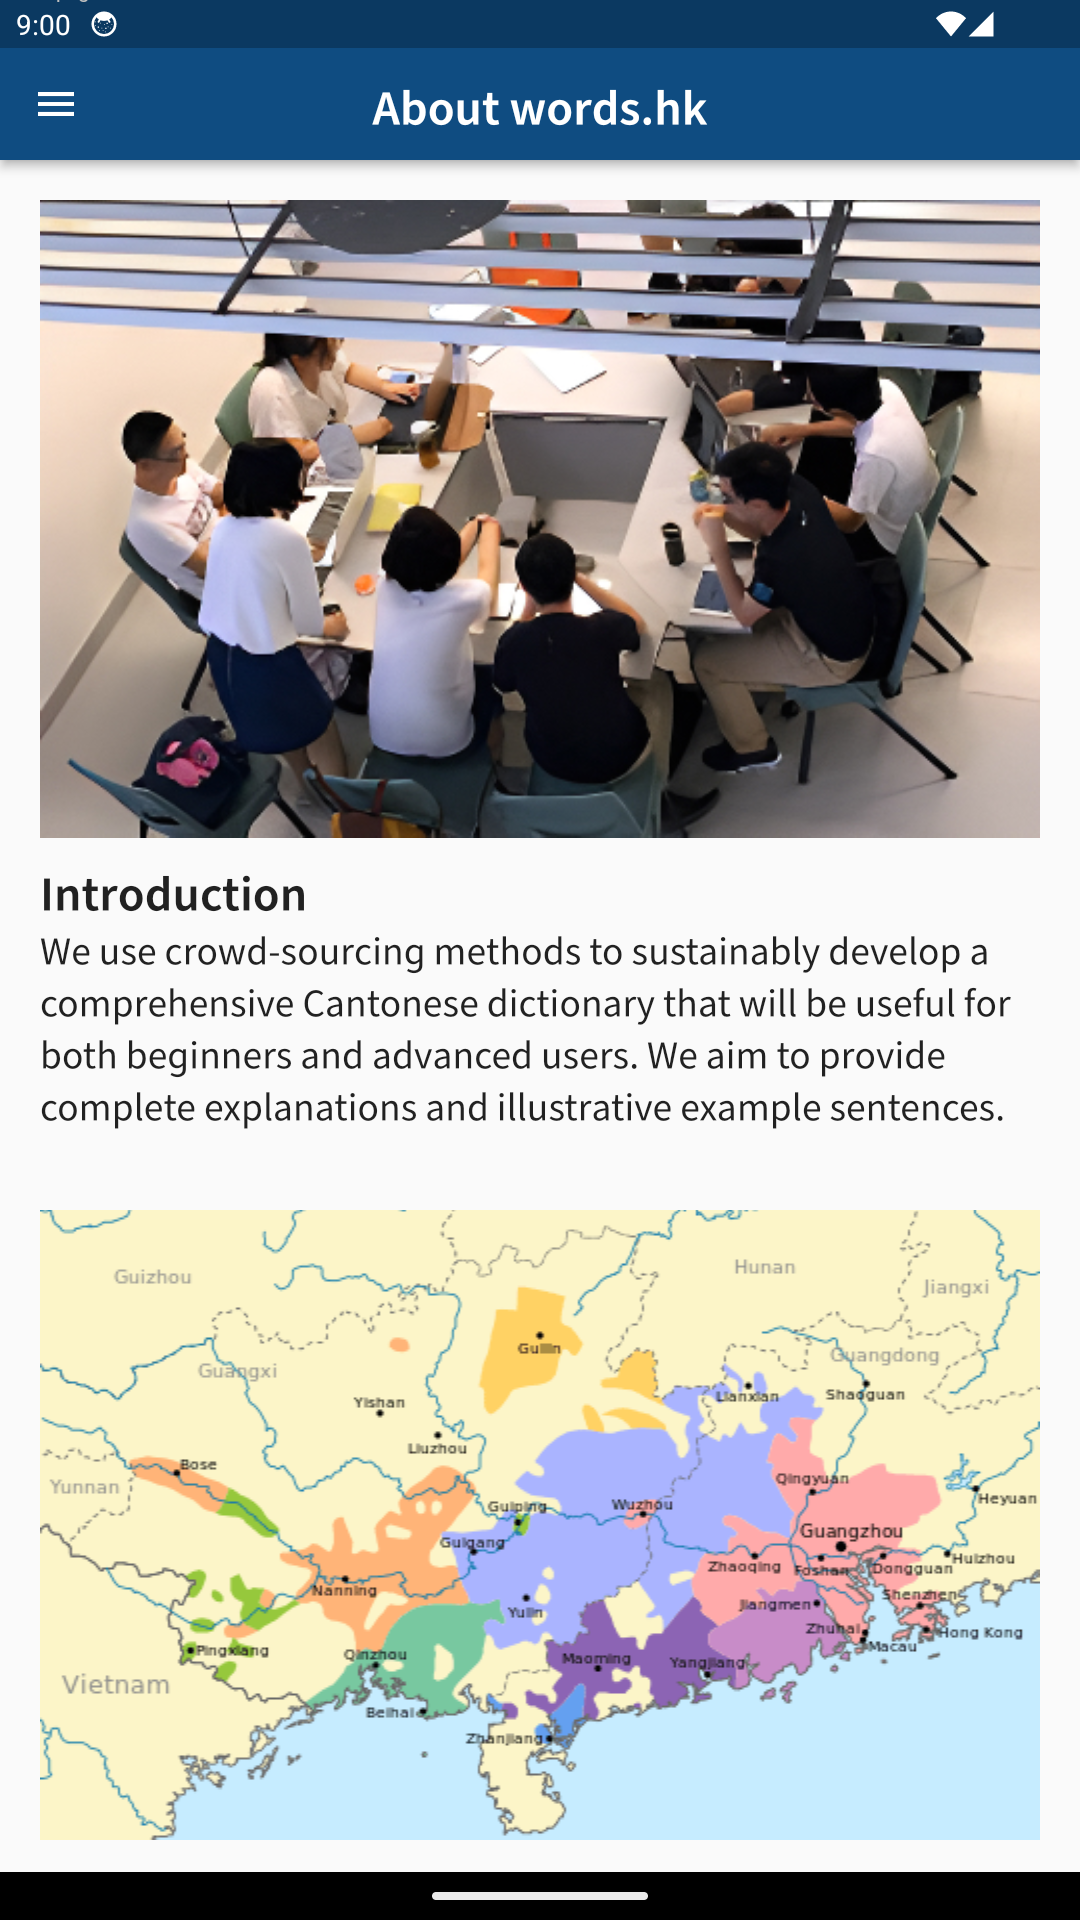 9:00
About words.hk
Introduction
We use crowd-sourcing methods to sustainably develop a
comprehensive Cantonese dictionary that will be useful for
both beginners and advanced users. We aim to provide
complete explanations and illustrative example sentences.
Guizhou
Hunan
Jiangxi
Guilin
Guangdong
Guangxi
Lianxian
Shaoguan
Yishan
Liuzhou
Bose
Yunnan
Qingyuan
Heyuan
Guiping
Wuzhou
Guangzhou
Guigang
Huizhou
Zhaoqing
Foshan
Dongguan
Nanning
Shenzhen
Yulin
Jiangmen
Zhuhai
Hong Kong
Macau
Pingxiang
Qinzhou
Maoming
Yangjiang
Vietnam
Beihai
Zhanjiang